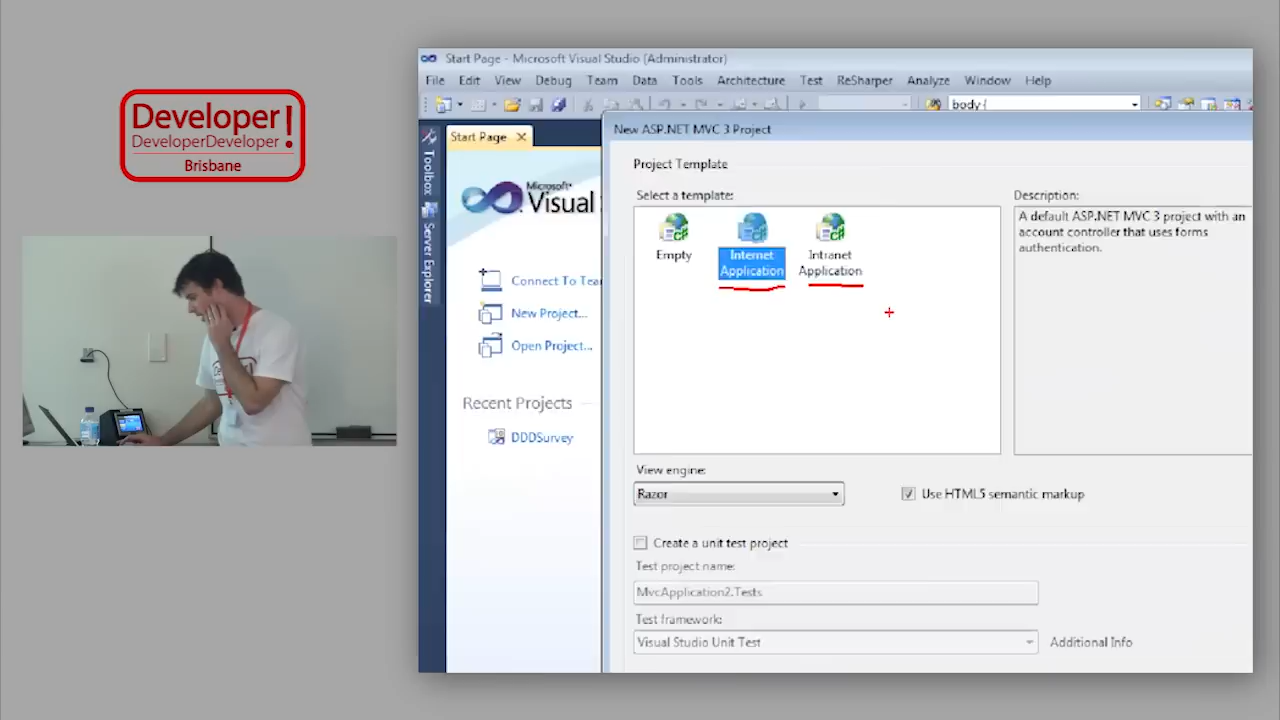 Developer!
DeveloperDeveloper
Brisbane
Start Page - Microsoft Visual Studio (Administrator)
File Edit View Debug Team Data Tools Architecture Test ReSharper Analyze Window Help
body {
Start Page
Toolbox
Server Explorer
Microsoft
Visual
Connect To Tea
New Project...
Open Project...
Recent Projects
DDDSurvey
New ASP.NET MVC 3 Project
Project Template
Select a template:
Empty
Internet Application
Intranet Application
Description:
A default ASP.NET MVC 3 project with an
account controller that uses forms
authentication.
View engine:
Razor
Use HTML5 semantic markup
Create a unit test project
Test project name:
MvcApplication2.Tests
Test framework:
Visual Studio Unit Test
Additional Info